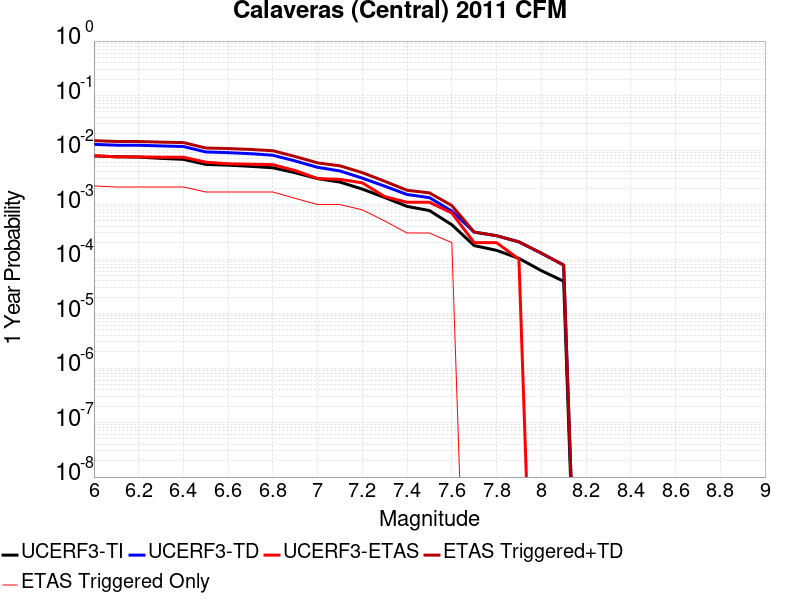 Calaveras (Central) 2011 CFM
10^0
10^-1
10^-2
10^-3
10^-4
10^-5
10^-6
10^-7
10^-8
1 Year Probability
6 6.2 6.4 6.6 6.8 7 7.2 7.4 7.6 7.8 8 8.2 8.4 8.6 8.8 9
Magnitude
UCERF3-TI UCERF3-TD UCERF3-ETAS ETAS Triggered+TD
ETAS Triggered Only